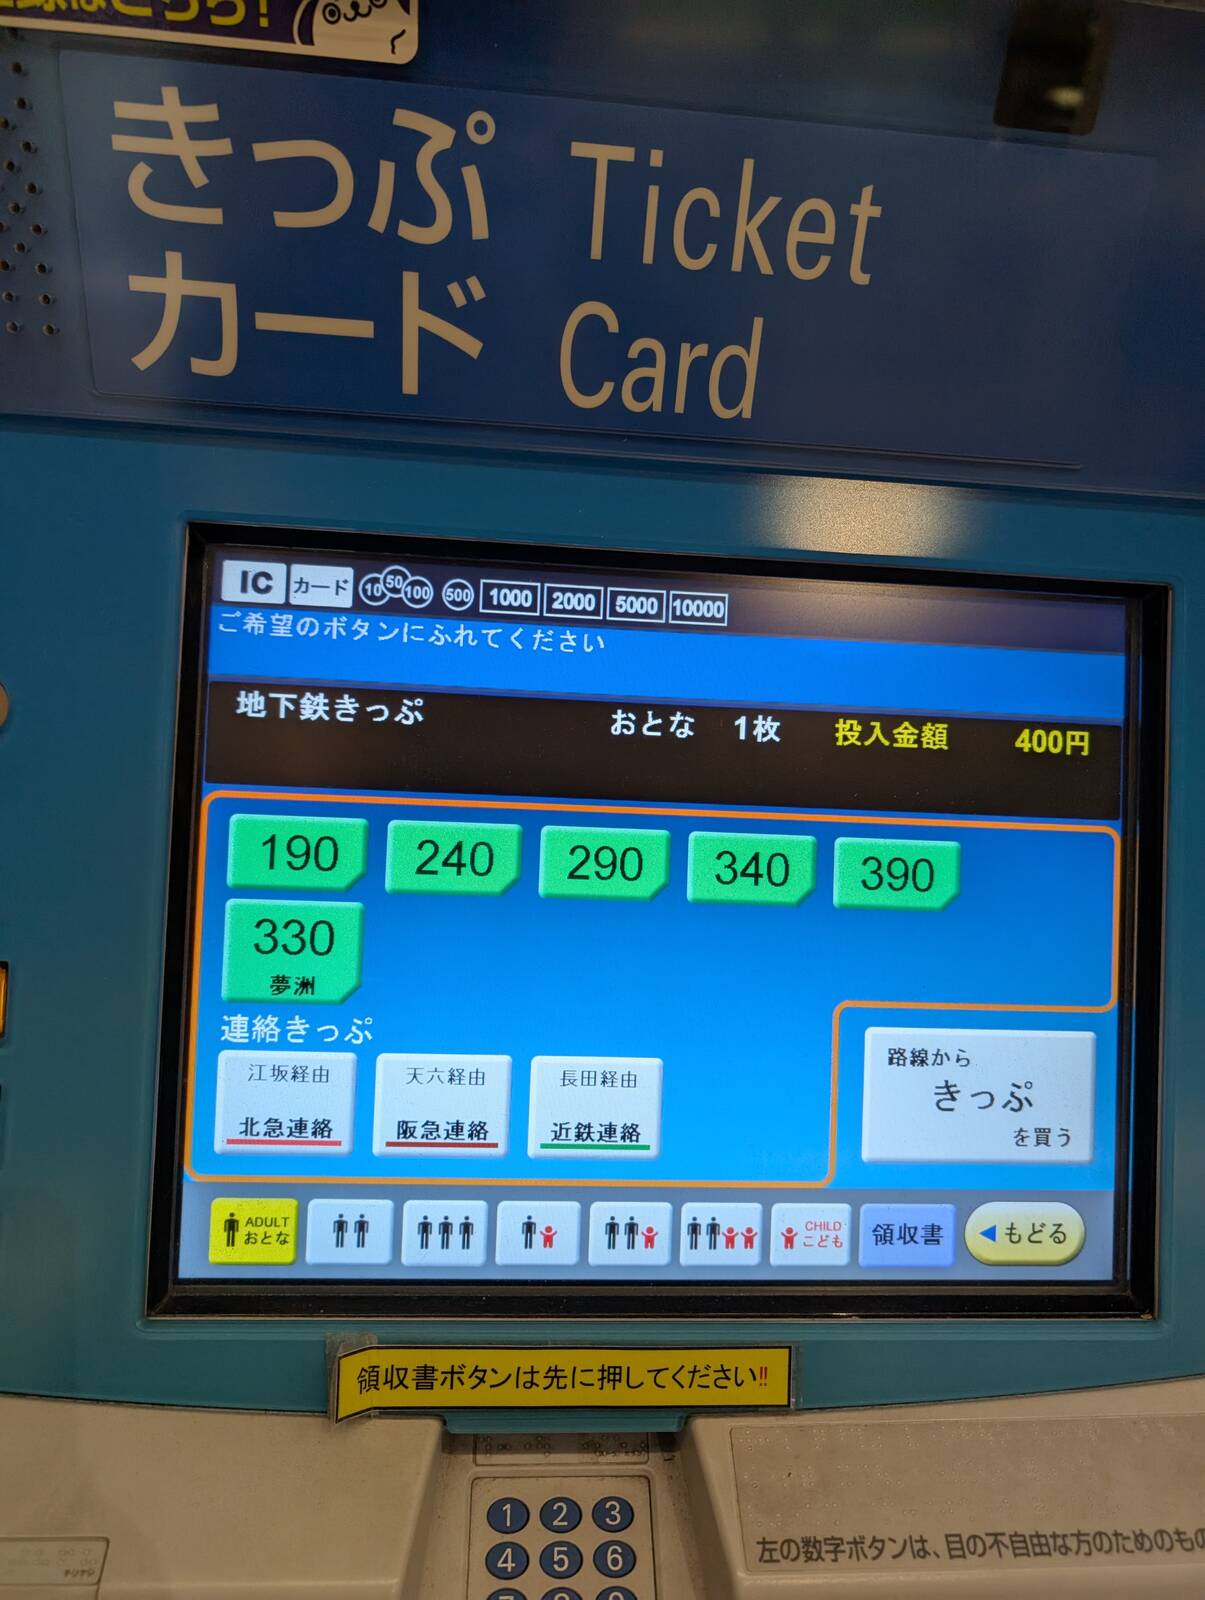 きっぷ Ticket
カード Card
IC カード 10 50 100 500 1000 2000 5000 10000
ご希望のボタンにふれてください
地下鉄きっぷ おとな 1枚 投入金額 400円
190 240 290 340 390
330
夢洲
連絡きっぷ
江坂経由
北急連絡
天六経由
阪急連絡
長田経由
近鉄連絡
路線から
きっぷ
を買う
ADULT
おとな
CHILD
こども
領収書
もどる
領収書ボタンは先に押してください!!
1 2 3
4 5 6
左の数字ボタンは、目の不自由な方のためのもの